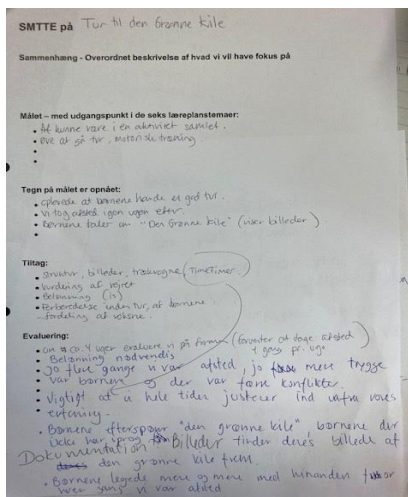 SMTTE på Tur til den Grønne Kile
Sammenhæng - Overordnet beskrivelse af hvad vi vil have fokus på
Målet – med udgangspunkt i de seks læreplanstemaer:
• At kunne være i en aktivitet samlet.
• øve at gå tur, motorisk træning
Tegn på målet er opnået:
• oplevede at børnene havde en god tur.
• Vi tog afsted igen ugen efter.
• Børnene taler om "Den Grønne kile" (viser billeder)
Tiltag:
• struktur, billeder, trækvogne (TimeTimer)
• Vurdering af vejret
• Belønning (is)
• Forberedelse inden tur, af børnene
- fordeling af voksne.
Evaluering:
• om ca. 4 uger evaluere vi på formen (forventer at tage afsted
4 gang pr. uge
• Belønning nødvendig
• Jo flere gange vi var afsted, jo mere trygge
var børnene og der var færre konflikter.
• Vigtigt at vi hele tiden justerer ind udfra vores
erfaring.
• Børnene efterspørger "den grønne kile", børnene der
ikke har sprog Billeder finder deres billede af
Dokumentation
den grønne kile frem.
• Børnene legede mere og mere med hinanden for
hver gang vi var afsted